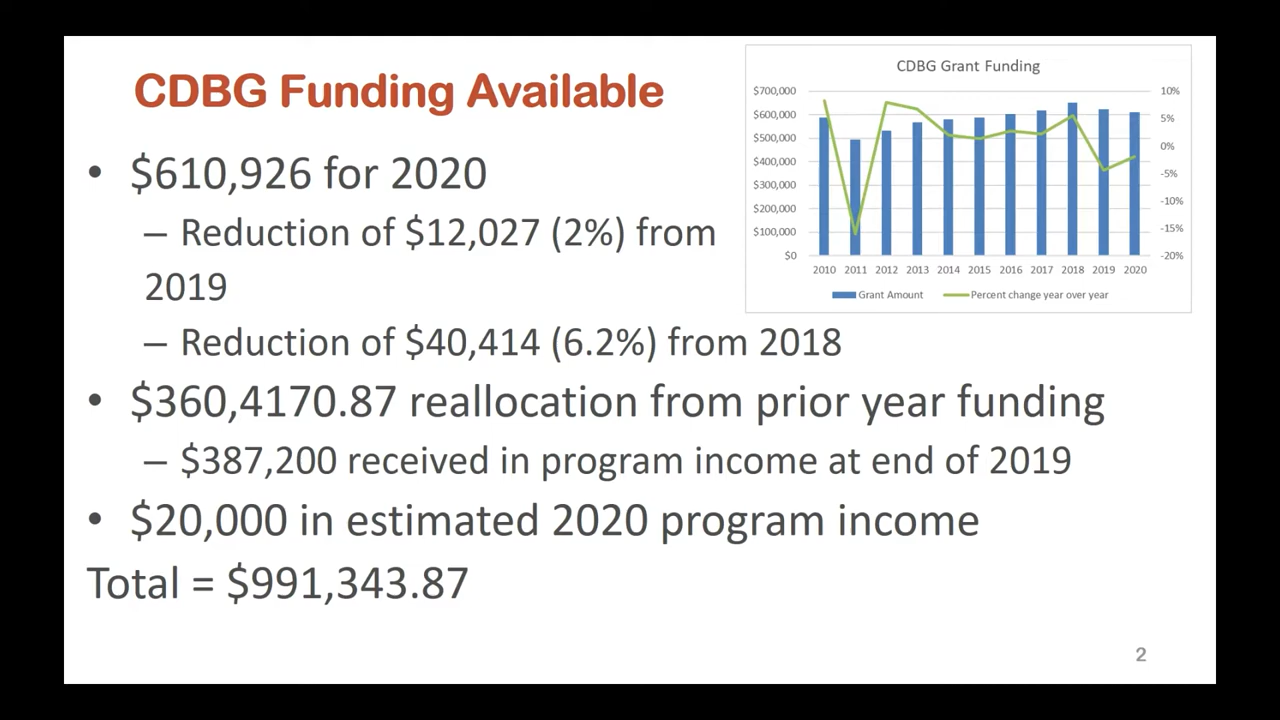 CDBG Funding Available
• $610,926 for 2020
– Reduction of $12,027 (2%) from
2019
– Reduction of $40,414 (6.2%) from 2018
• $360,4170.87 reallocation from prior year funding
– $387,200 received in program income at end of 2019
• $20,000 in estimated 2020 program income
Total = $991,343.87
CDBG Grant Funding
$700,000 10%
$600,000 5%
$500,000 0%
$400,000 -5%
$300,000 -10%
$200,000 -15%
$100,000 -20%
$0
2010 2011 2012 2013 2014 2015 2016 2017 2018 2019 2020
Grant Amount Percent change year over year
2